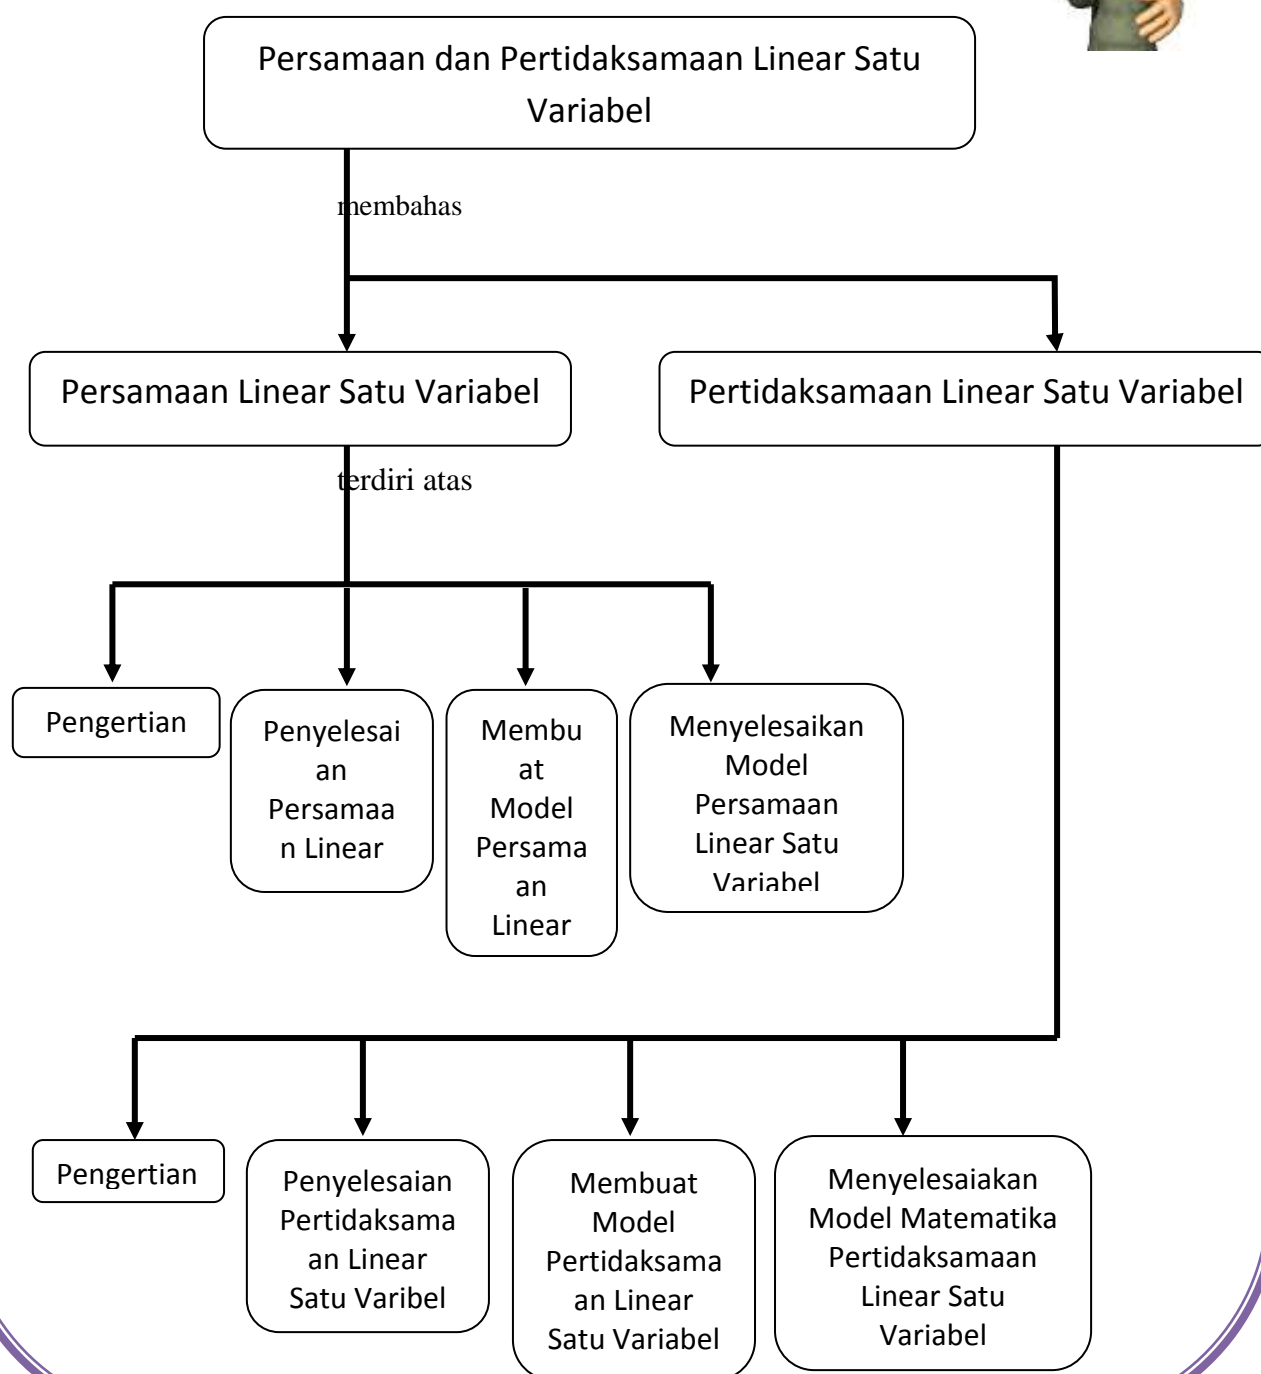 Persamaan dan Pertidaksamaan Linear Satu
Variabel
membahas
Persamaan Linear Satu Variabel
Pertidaksamaan Linear Satu Variabel
terdiri atas
Pengertian
Penyelesai
an
Persamaa
n Linear
Membu
at
Model
Persama
an
Linear
Menyelesaikan
Model
Persamaan
Linear Satu
Variabel
Pengertian
Penyelesaian
Pertidaksama
an Linear
Satu Varibel
Membuat
Model
Pertidaksama
an Linear
Satu Variabel
Menyelesaiakan
Model Matematika
Pertidaksamaan
Linear Satu
Variabel